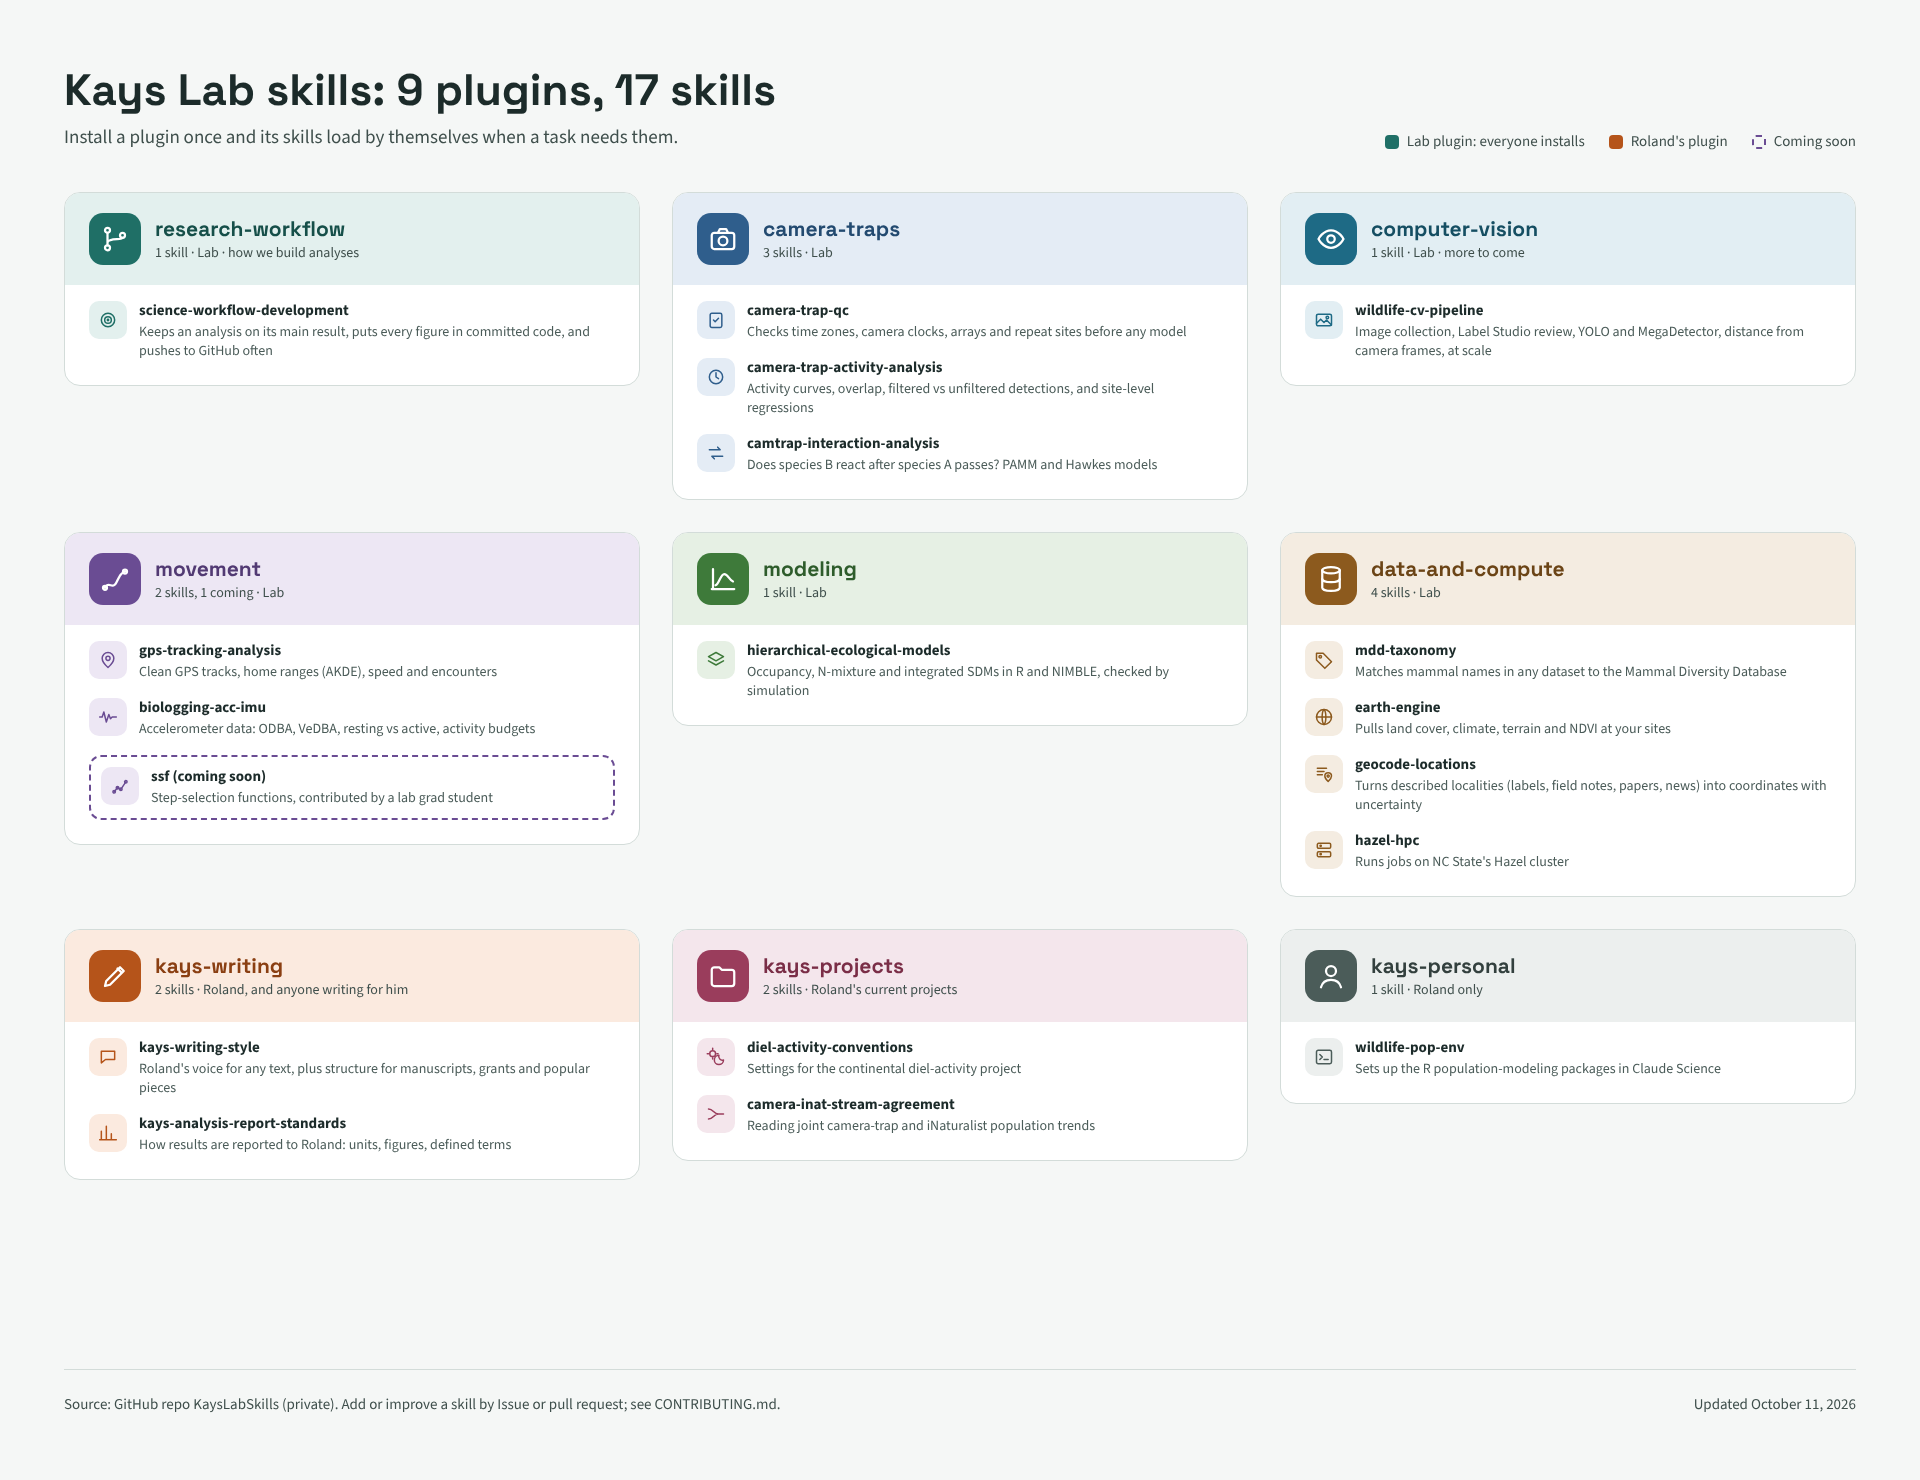 Kays Lab skills: 9 plugins, 17 skills
Install a plugin once and its skills load by themselves when a task needs them.
Lab plugin: everyone installs
Roland's plugin
Coming soon
research-workflow
1 skill · Lab · how we build analyses
science-workflow-development
Keeps an analysis on its main result, puts every figure in committed code, and
pushes to GitHub often
camera-traps
3 skills · Lab
camera-trap-qc
Checks time zones, camera clocks, arrays and repeat sites before any model
camera-trap-activity-analysis
Activity curves, overlap, filtered vs unfiltered detections, and site-level
regressions
camtrap-interaction-analysis
Does species B react after species A passes? PAMM and Hawkes models
computer-vision
1 skill · Lab · more to come
wildlife-cv-pipeline
Image collection, Label Studio review, YOLO and MegaDetector, distance from
camera frames, at scale
movement
2 skills, 1 coming · Lab
gps-tracking-analysis
Clean GPS tracks, home ranges (AKDE), speed and encounters
biologging-acc-imu
Accelerometer data: ODBA, VeDBA, resting vs active, activity budgets
ssf (coming soon)
Step-selection functions, contributed by a lab grad student
modeling
1 skill · Lab
hierarchical-ecological-models
Occupancy, N-mixture and integrated SDMs in R and NIMBLE, checked by
simulation
data-and-compute
4 skills · Lab
mdd-taxonomy
Matches mammal names in any dataset to the Mammal Diversity Database
earth-engine
Pulls land cover, climate, terrain and NDVI at your sites
geocode-locations
Turns described localities (labels, field notes, papers, news) into coordinates with
uncertainty
hazel-hpc
Runs jobs on NC State's Hazel cluster
kays-writing
2 skills · Roland, and anyone writing for him
kays-writing-style
Roland's voice for any text, plus structure for manuscripts, grants and popular
pieces
kays-analysis-report-standards
How results are reported to Roland: units, figures, defined terms
kays-projects
2 skills · Roland's current projects
diel-activity-conventions
Settings for the continental diel-activity project
camera-inat-stream-agreement
Reading joint camera-trap and iNaturalist population trends
kays-personal
1 skill · Roland only
wildlife-pop-env
Sets up the R population-modeling packages in Claude Science
Source: GitHub repo KaysLabSkills (private). Add or improve a skill by Issue or pull request; see CONTRIBUTING.md.
Updated October 11, 2026